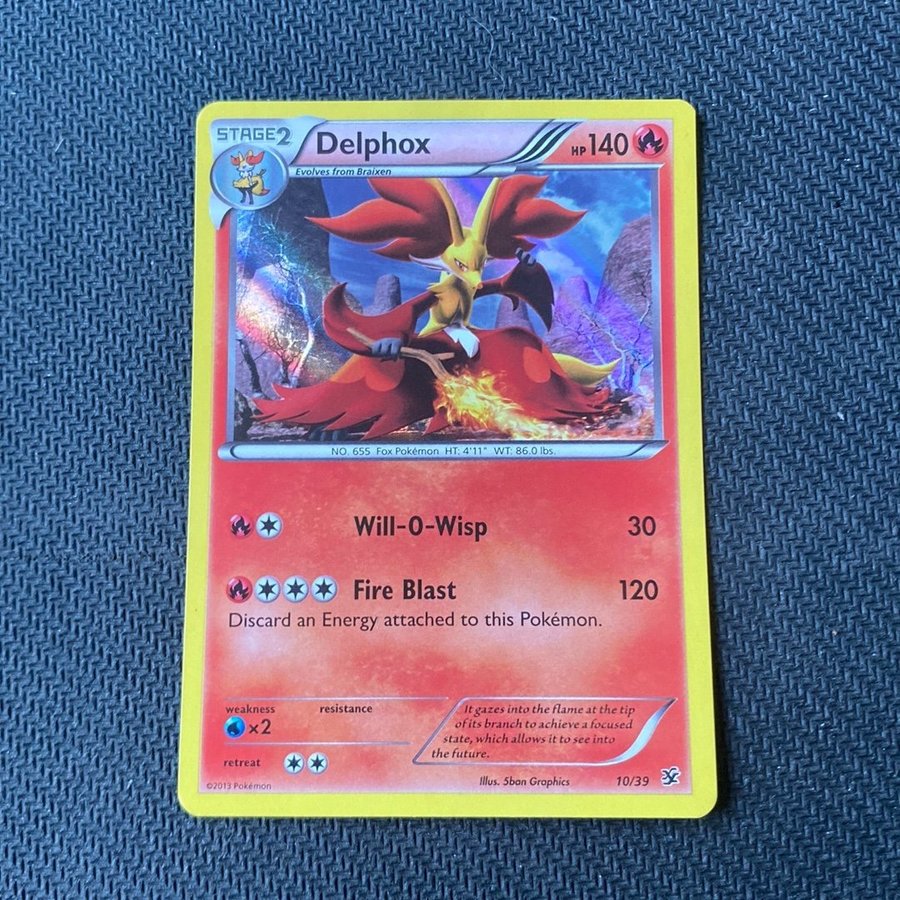 STAGE2
Delphox
HP140
Evolves from Braixen
NO. 655 Fox Pokémon HT: 4'11" WT: 86.0 lbs.
Will-O-Wisp 30
Fire Blast 120
Discard an Energy attached to this Pokémon.
weakness resistance
×2
retreat
It gazes into the flame at the tip
of its branch to achieve a focused
state, which allows it to see into
the future.
©2013 Pokémon Illus. 5ban Graphics 10/39